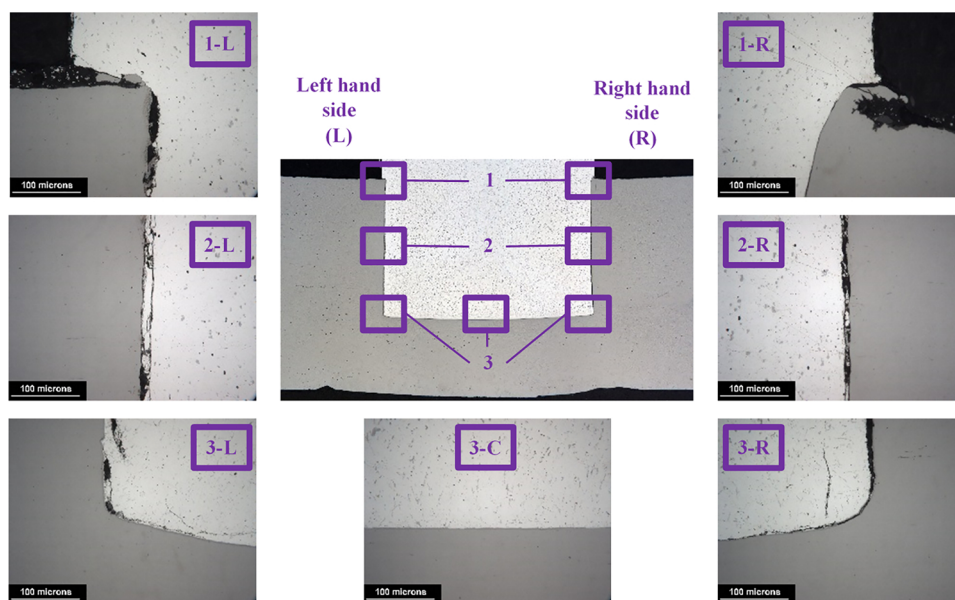 1-L
1-R
Left hand
side
(L)
Right hand
side
(R)
100 microns
100 microns
1
2-L
2
2-R
3
100 microns
100 microns
3-L
3-C
3-R
100 microns
100 microns
100 microns